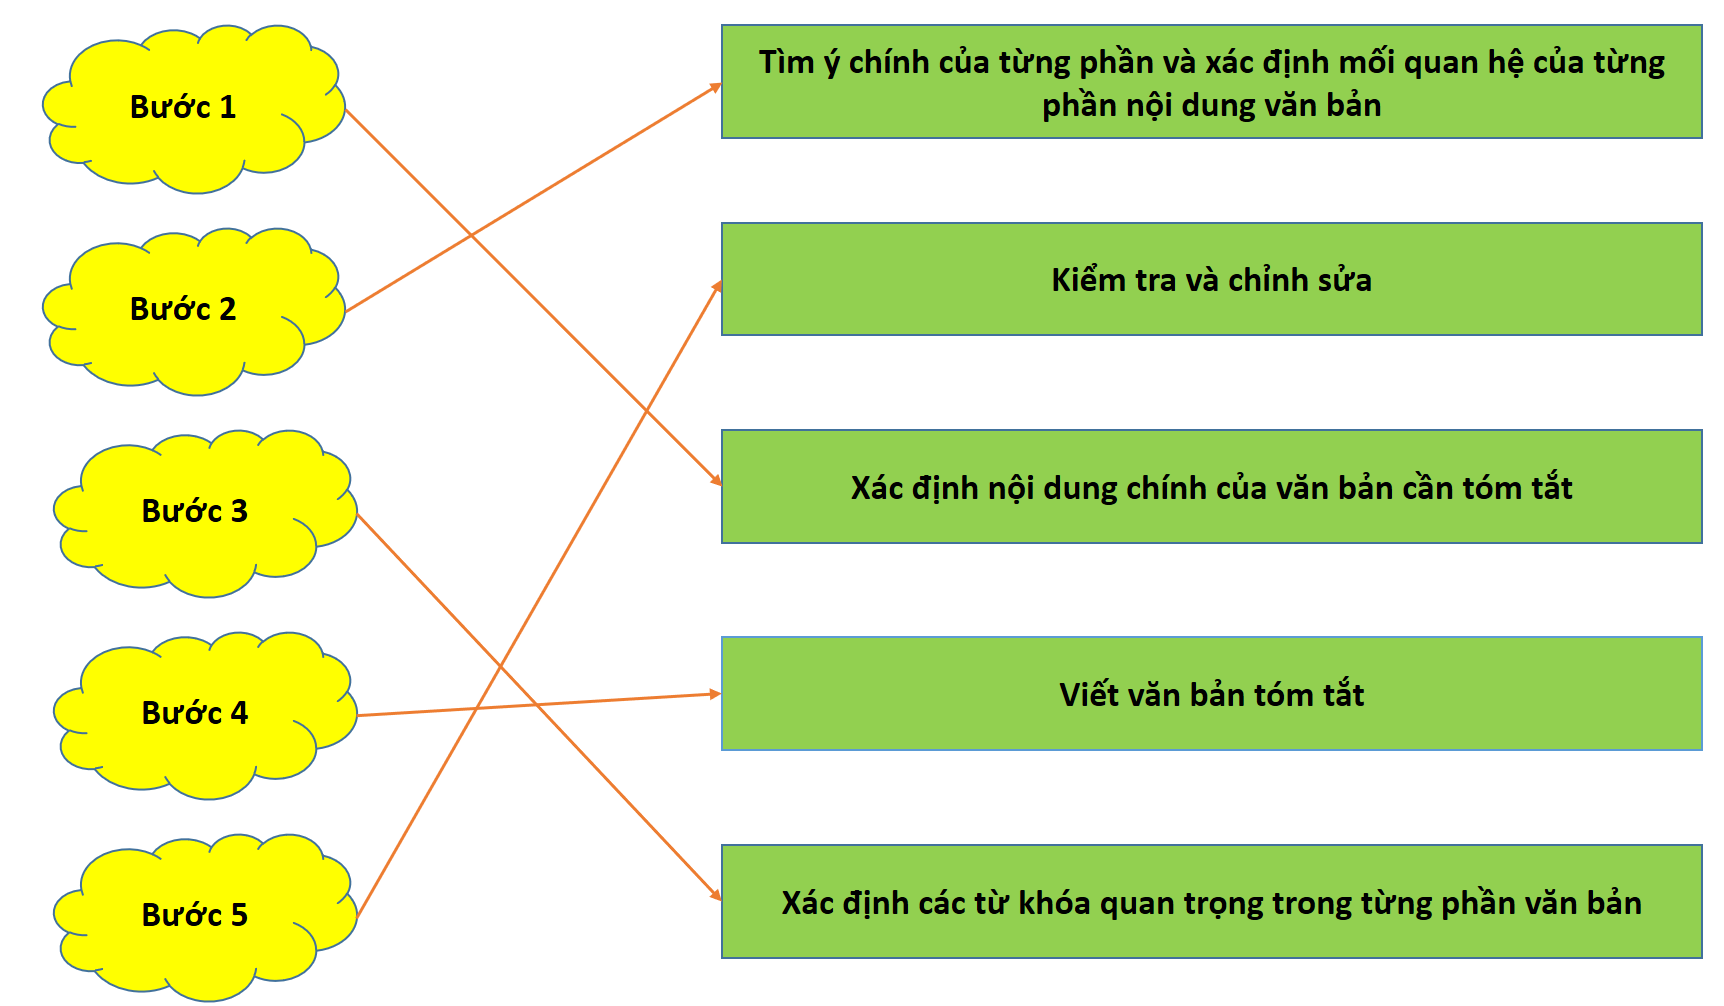 Bước 1
Tìm ý chính của từng phần và xác định mối quan hệ của từng
phần nội dung văn bản
Bước 2
Kiểm tra và chỉnh sửa
Bước 3
Xác định nội dung chính của văn bản cần tóm tắt
Bước 4
Viết văn bản tóm tắt
Bước 5
Xác định các từ khóa quan trọng trong từng phần văn bản